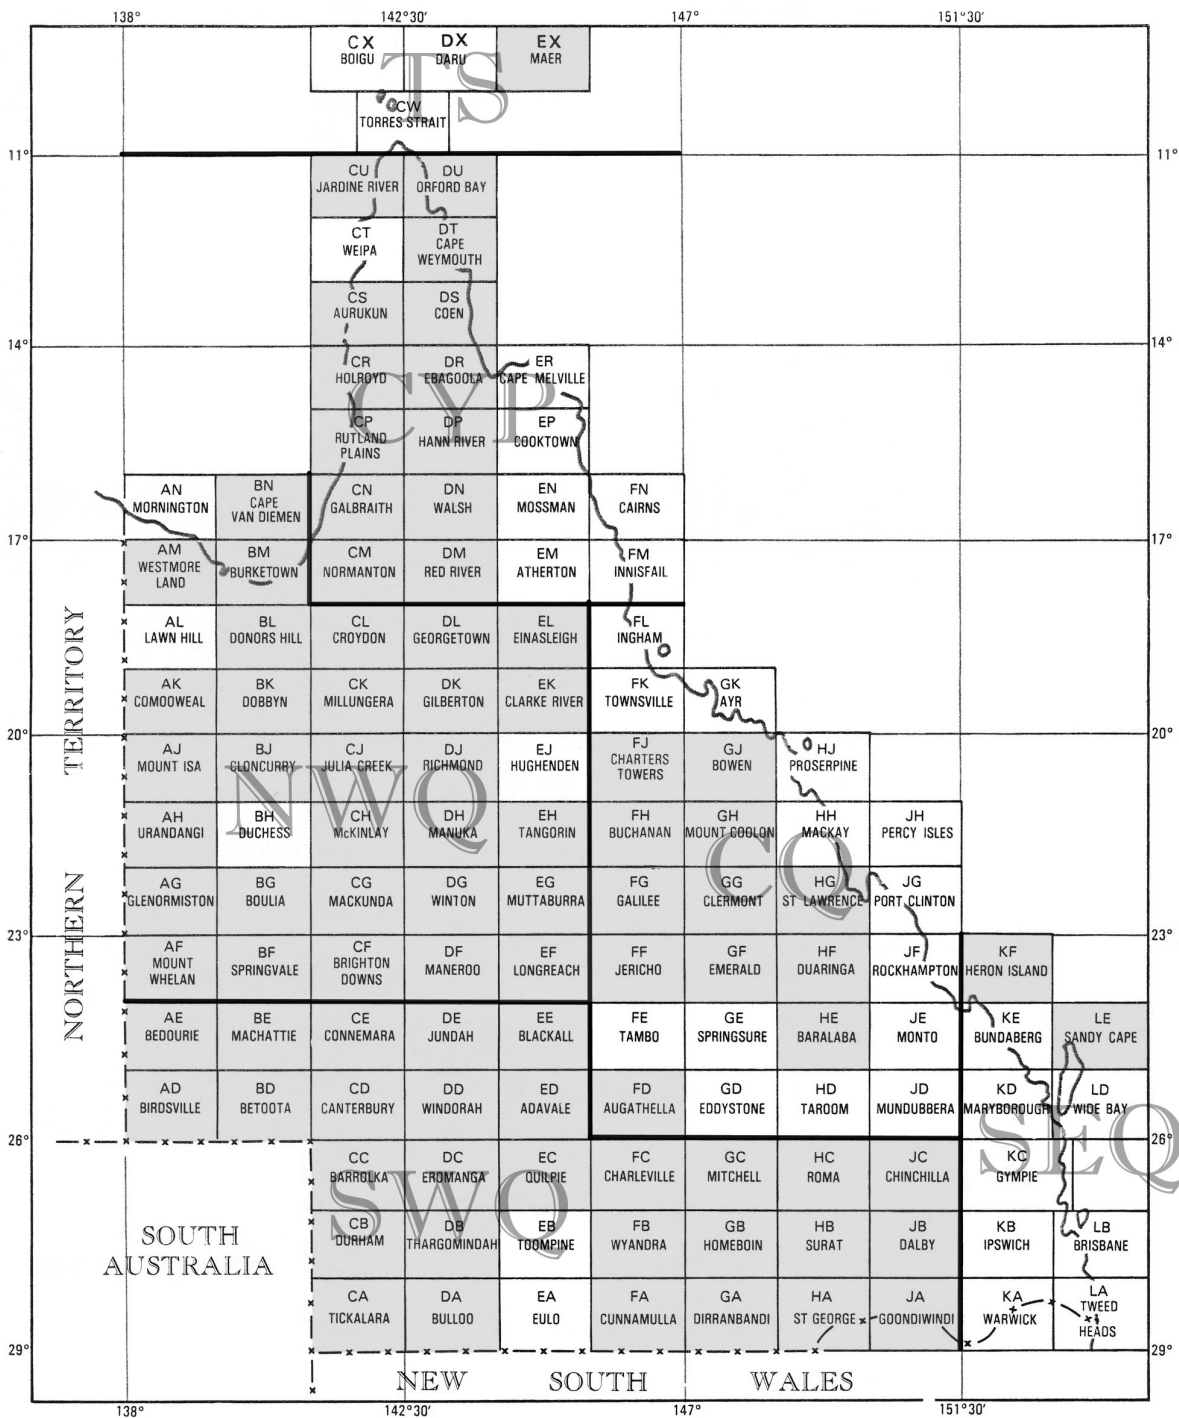 138° 142°30' 147° 151°30'
CX DX EX
BOIGU DARU MAER
TS
CW
TORRES STRAIT
11° 11°
CU DU
JARDINE RIVER ORFORD BAY
CT DT
WEIPA CAPE
WEYMOUTH
CS DS
AURUKUN COEN
14° 14°
CR DR ER
HOLROYD EBAGOOLA CAPE MELVILLE
CYP
CP DP EP
RUTLAND HANN RIVER COOKTOWN
PLAINS
AN BN CN DN EN FN
MORNINGTON CAPE GALBRAITH WALSH MOSSMAN CAIRNS
VAN DIEMEN
17° 17°
AM BM CM DM EM FM
WESTMORE BURKETOWN NORMANTON RED RIVER ATHERTON INNISFAIL
LAND
AL BL CL DL EL FL
LAWN HILL DONORS HILL CROYDON GEORGETOWN EINASLEIGH INGHAM
AK BK CK DK EK FK GK
COMOOWEAL DOBBYN MILLUNGERA GILBERTON CLARKE RIVER TOWNSVILLE AYR
20° 20°
AJ BJ CJ DJ EJ FJ GJ HJ
MOUNT ISA CLONCURRY JULIA CREEK RICHMOND HUGHENDEN CHARTERS BOWEN PROSERPINE
TOWERS
NWQ
AH BH CH DH EH FH GH HH JH
URANDANGI DUCHESS McKINLAY MANUKA TANGORIN BUCHANAN MOUNT COOLON MACKAY PERCY ISLES
CQ
AG BG CG DG EG FG GG HG JG
GLENORMISTON BOULIA MACKUNDA WINTON MUTTABURRA GALILEE CLERMONT ST LAWRENCE PORT CLINTON
23° 23°
AF BF CF DF EF FF GF HF JF KF
MOUNT SPRINGVALE BRIGHTON MANEROO LONGREACH JERICHO EMERALD DUARINGA ROCKHAMPTON HERON ISLAND
WHELAN DOWNS
AE BE CE DE EE FE GE HE JE KE LE
BEDOURIE MACHATTIE CONNEMARA JUNDAH BLACKALL TAMBO SPRINGSURE BARALABA MONTO BUNDABERG SANDY CAPE
AD BD CD DD ED FD GD HD JD KD LD
BIRDSVILLE BETOOTA CANTERBURY WINDORAH ADAVALE AUGATHELLA EDDYSTONE TAROOM MUNDUBBERA MARYBOROUGH WIDE BAY
26° 26°
SEQ
CC DC EC FC GC HC JC KC
BARROLKA EROMANGA QUILPIE CHARLEVILLE MITCHELL ROMA CHINCHILLA GYMPIE
SWQ
CB DB EB FB GB HB JB KB LB
DURHAM THARGOMINDAH TOOMPINE WYANDRA HOMEBOIN SURAT DALBY IPSWICH BRISBANE
CA DA EA FA GA HA JA KA LA
TICKALARA BULLOO EULO CUNNAMULLA DIRRANBANDI ST GEORGE GOONDIWINDI WARWICK TWEED
HEADS
29° 29°
NORTHERN TERRITORY
SOUTH
AUSTRALIA
NEW SOUTH WALES
138° 142°30' 147° 151°30'